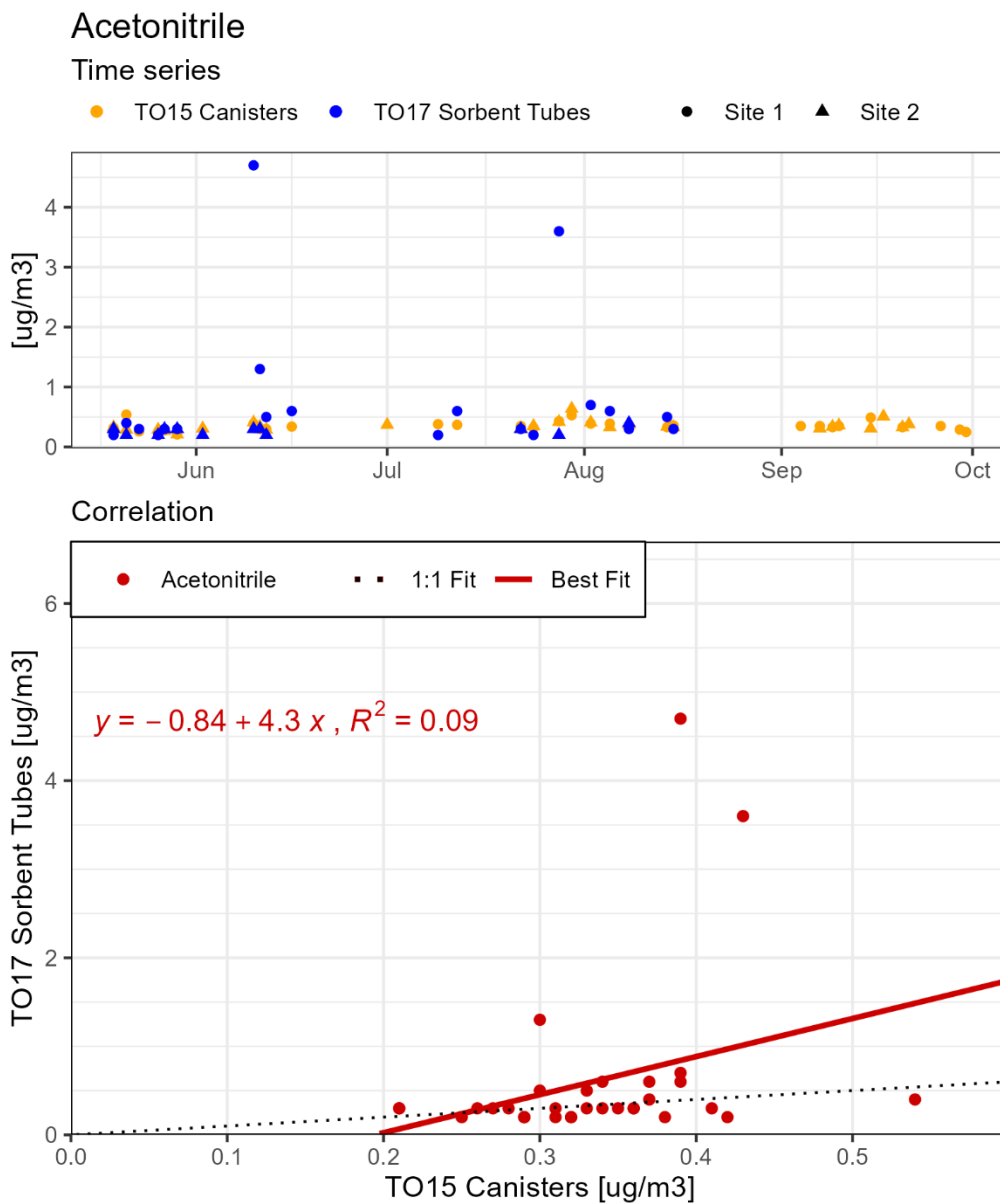 Acetonitrile
Time series
TO15 Canisters TO17 Sorbent Tubes Site 1 Site 2
[ug/m3]
4
3
2
1
0
Jun Jul Aug Sep Oct
Correlation
Acetonitrile 1:1 Fit Best Fit
y = − 0.84 + 4.3 x , R² = 0.09
TO17 Sorbent Tubes [ug/m3]
6
4
2
0
0.0 0.1 0.2 0.3 0.4 0.5
TO15 Canisters [ug/m3]